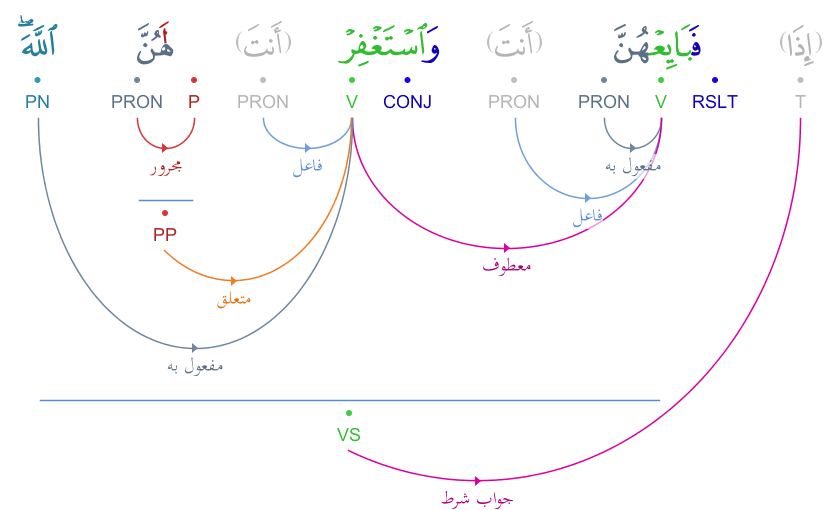 (إِذَا) فَبَايِعْهُنَّ (أَنتَ) وَٱسْتَغْفِرْ (أَنتَ) لَهُنَّ ٱللَّهَ ۖ
T RSLT V PRON PRON CONJ V PRON P PRON PN
مفعول به فاعل مجرور
فاعل
PP
معطوف
متعلق
مفعول به
VS
جواب شرط